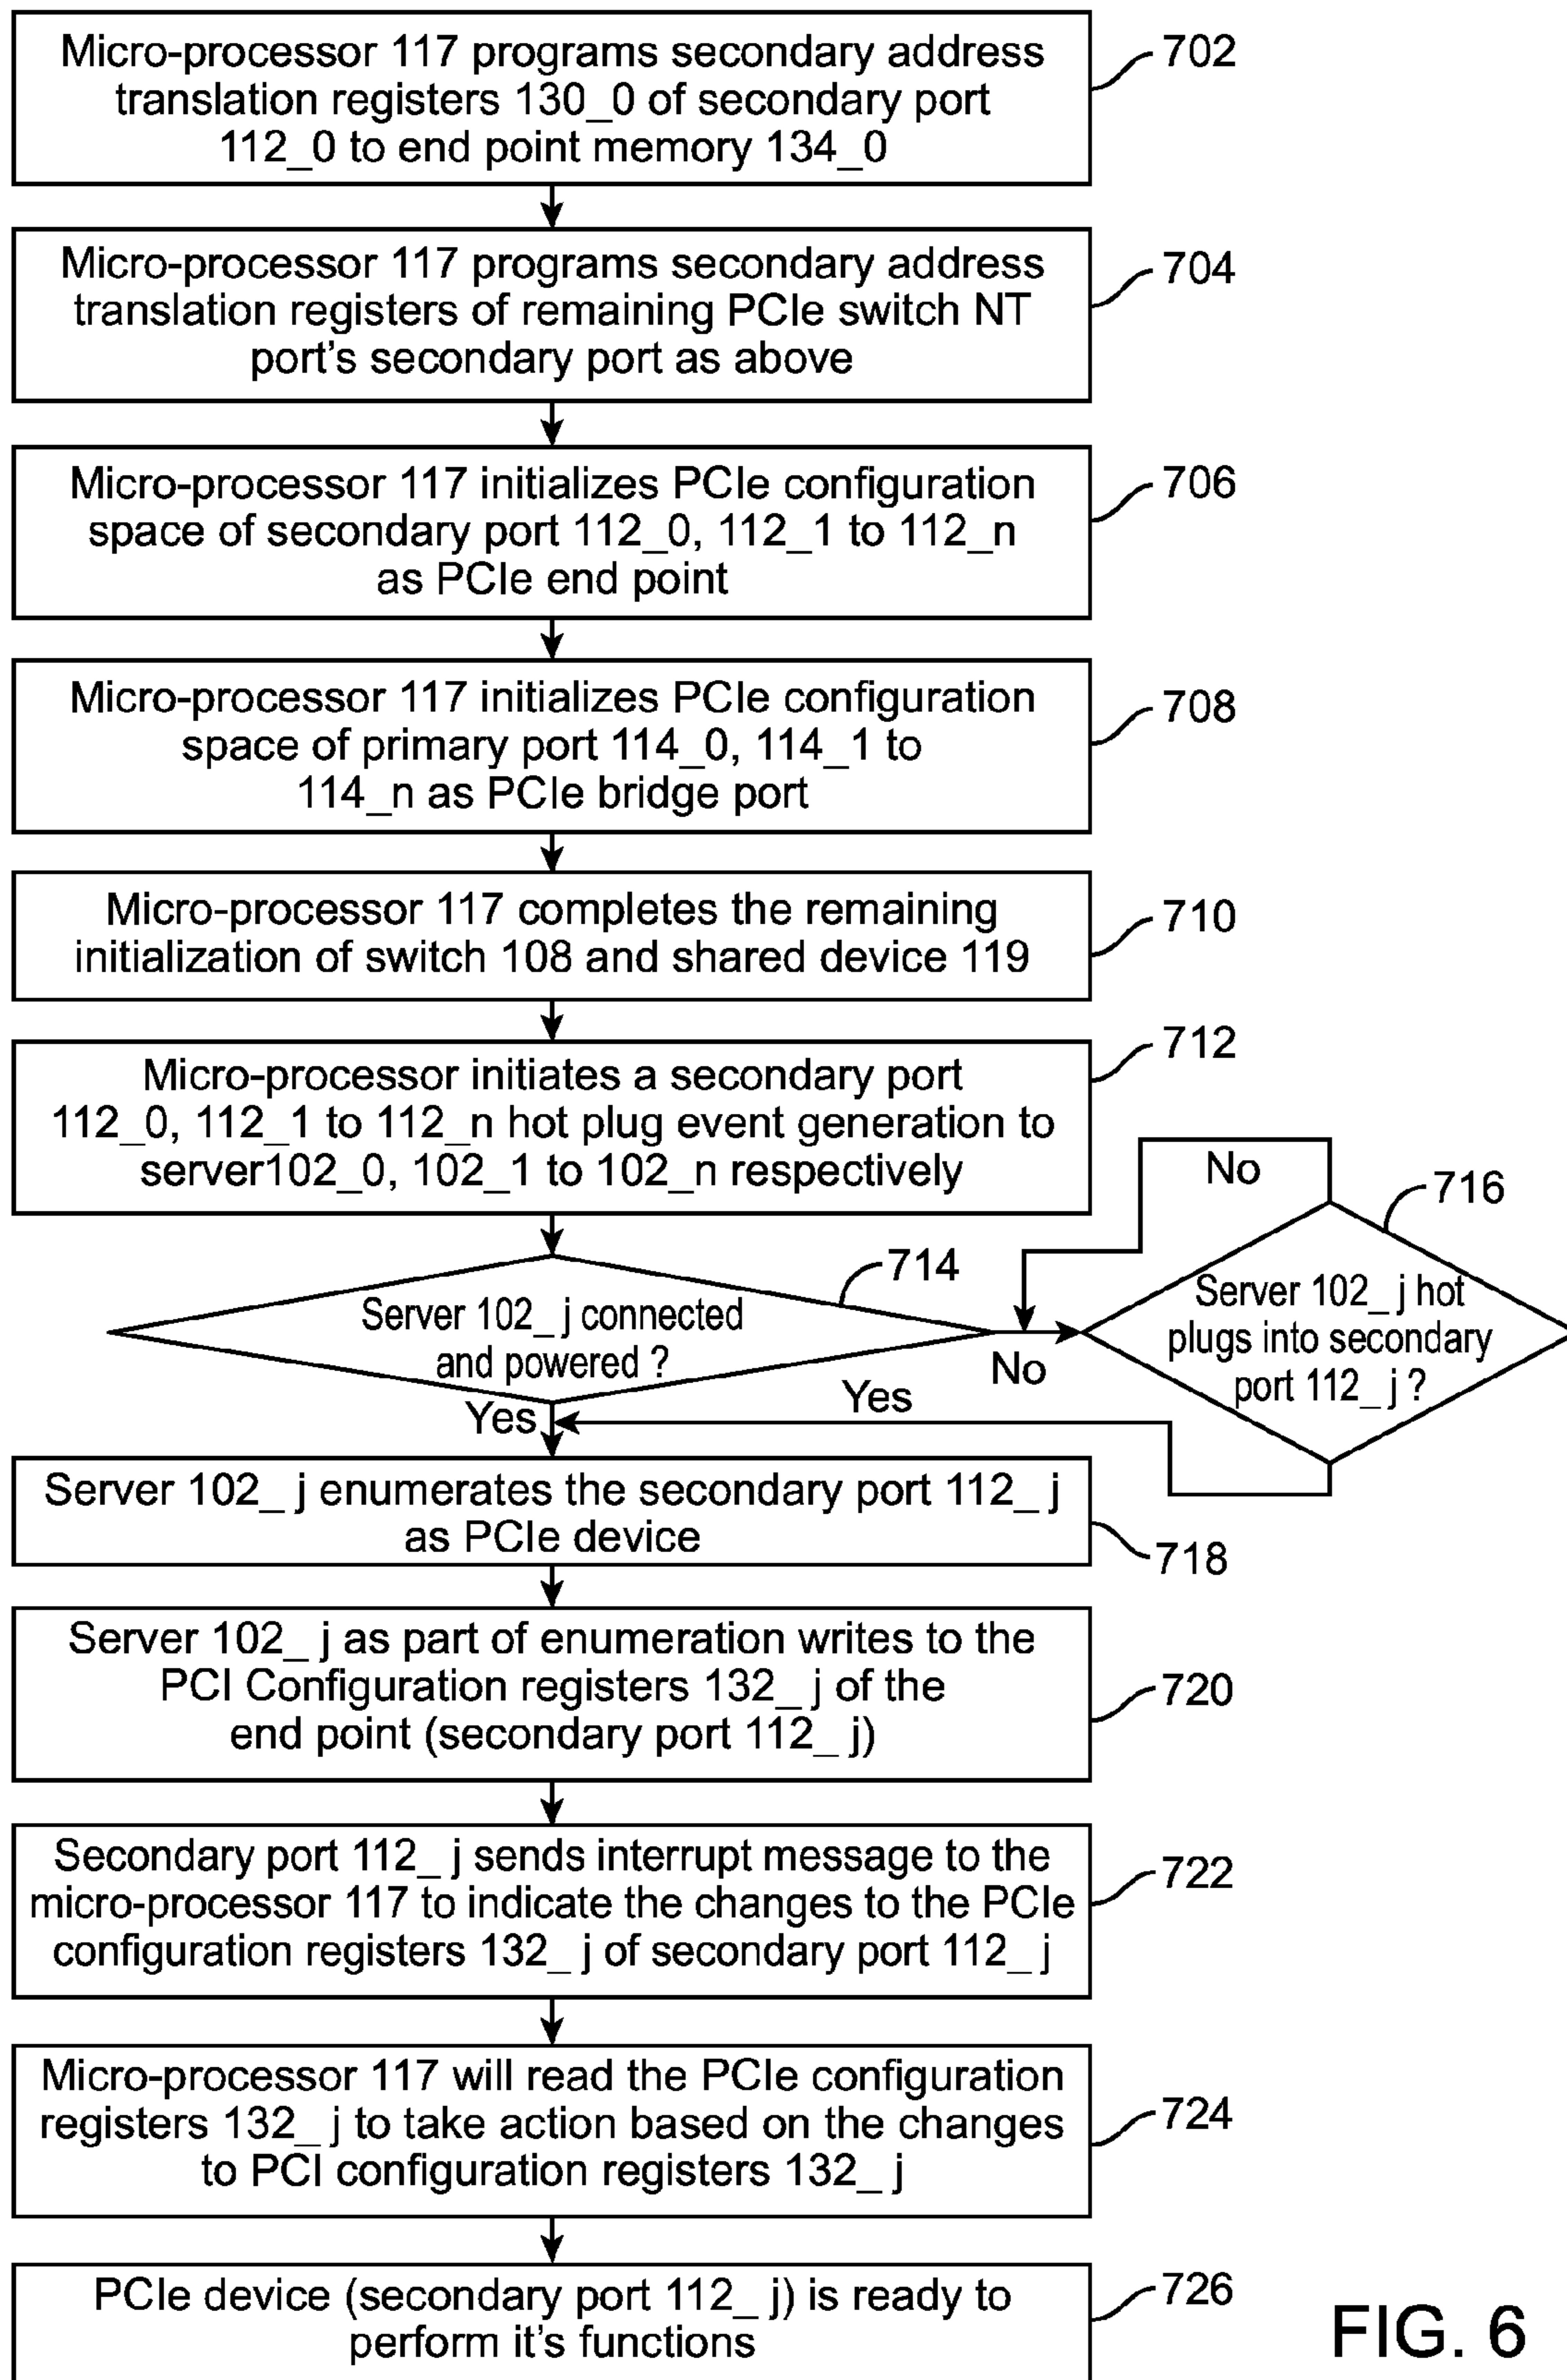 Micro-processor 117 programs secondary address
translation registers 130_0 of secondary port
112_0 to end point memory 134_0
702
Micro-processor 117 programs secondary address
translation registers of remaining PCIe switch NT
port's secondary port as above
704
Micro-processor 117 initializes PCIe configuration
space of secondary port 112_0, 112_1 to 112_n
as PCIe end point
706
Micro-processor 117 initializes PCIe configuration
space of primary port 114_0, 114_1 to
114_n as PCIe bridge port
708
Micro-processor 117 completes the remaining
initialization of switch 108 and shared device 119
710
Micro-processor initiates a secondary port
112_0, 112_1 to 112_n hot plug event generation to
server102_0, 102_1 to 102_n respectively
712
Server 102_ j connected
and powered ?
714
No
Yes
Server 102_ j hot
plugs into secondary
port 112_ j ?
716
No
Yes
Server 102_ j enumerates the secondary port 112_ j
as PCIe device
718
Server 102_ j as part of enumeration writes to the
PCI Configuration registers 132_ j of the
end point (secondary port 112_ j)
720
Secondary port 112_ j sends interrupt message to the
micro-processor 117 to indicate the changes to the PCIe
configuration registers 132_ j of secondary port 112_ j
722
Micro-processor 117 will read the PCIe configuration
registers 132_ j to take action based on the changes
to PCI configuration registers 132_ j
724
PCIe device (secondary port 112_ j) is ready to
perform it's functions
726
FIG. 6